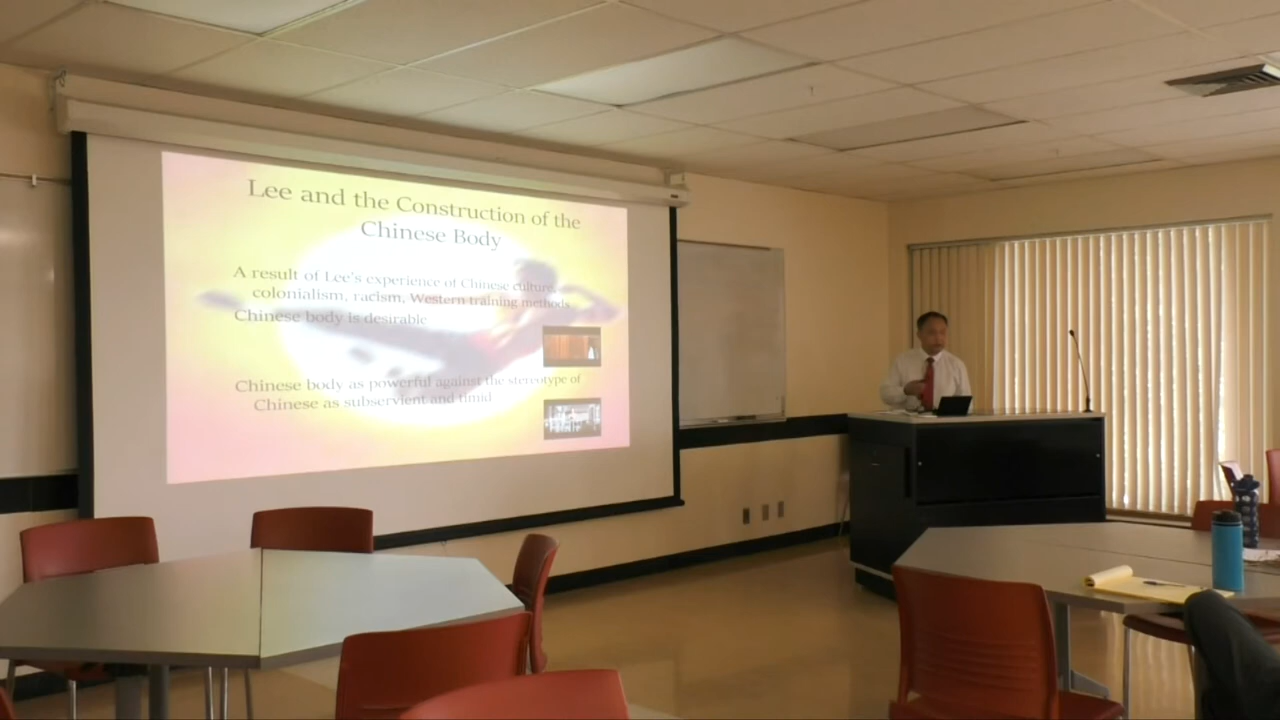 Lee and the Construction of the
Chinese Body
A result of Lee's experience of Chinese culture,
colonialism, racism, Western training methods
Chinese body is desirable
Chinese body as powerful against the stereotype of
Chinese as subservient and timid